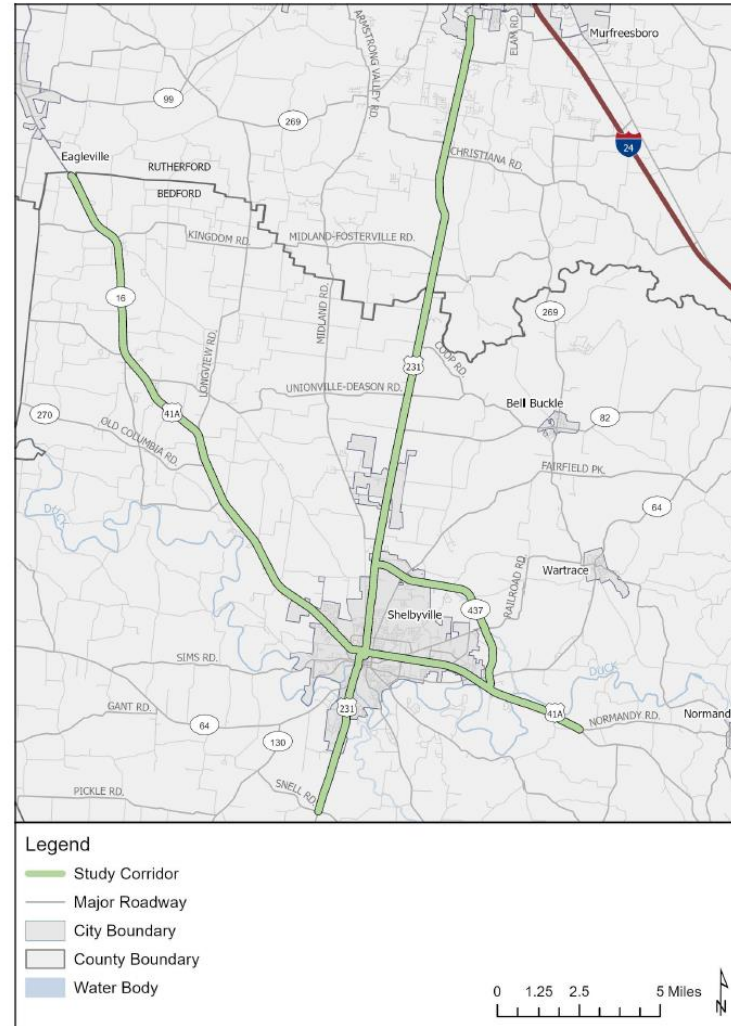 Murfreesboro
ARMSTRONG VALLEY RD.
ELAM RD.
99
269
24
CHRISTIANA RD.
Eagleville
RUTHERFORD
BEDFORD
KINGDOM RD.
MIDLAND-FOSTERVILLE RD.
16
269
LONGVIEW RD.
MIDLAND RD.
COOP RD.
231
UNIONVILLE-DEASON RD.
Bell Buckle
41A
270
82
OLD COLUMBIA RD.
FAIRFIELD PK.
64
DUCK
Wartrace
RAILROAD RD
437
Shelbyville
SIMS RD.
DUCK
231
GANT RD.
41A
NORMANDY RD.
Normand
64
130
SNELL RD.
PICKLE RD.
Legend
Study Corridor
Major Roadway
City Boundary
County Boundary
Water Body
0 1.25 2.5 5 Miles
N